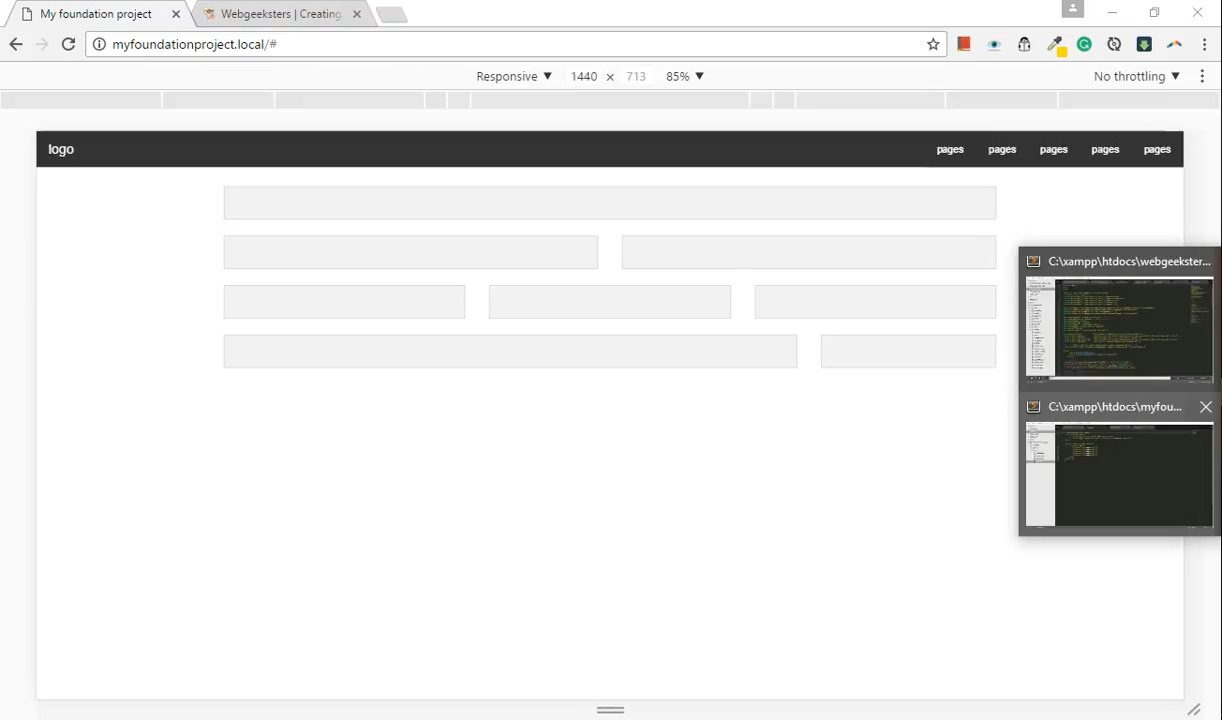 My foundation project
Webgeeksters | Creating
myfoundationproject.local/#
Responsive ▼ 1440 × 713 85% ▼ No throttling ▼
logo pages pages pages pages pages
C:\xampp\htdocs\webgeekster...
C:\xampp\htdocs\myfou...